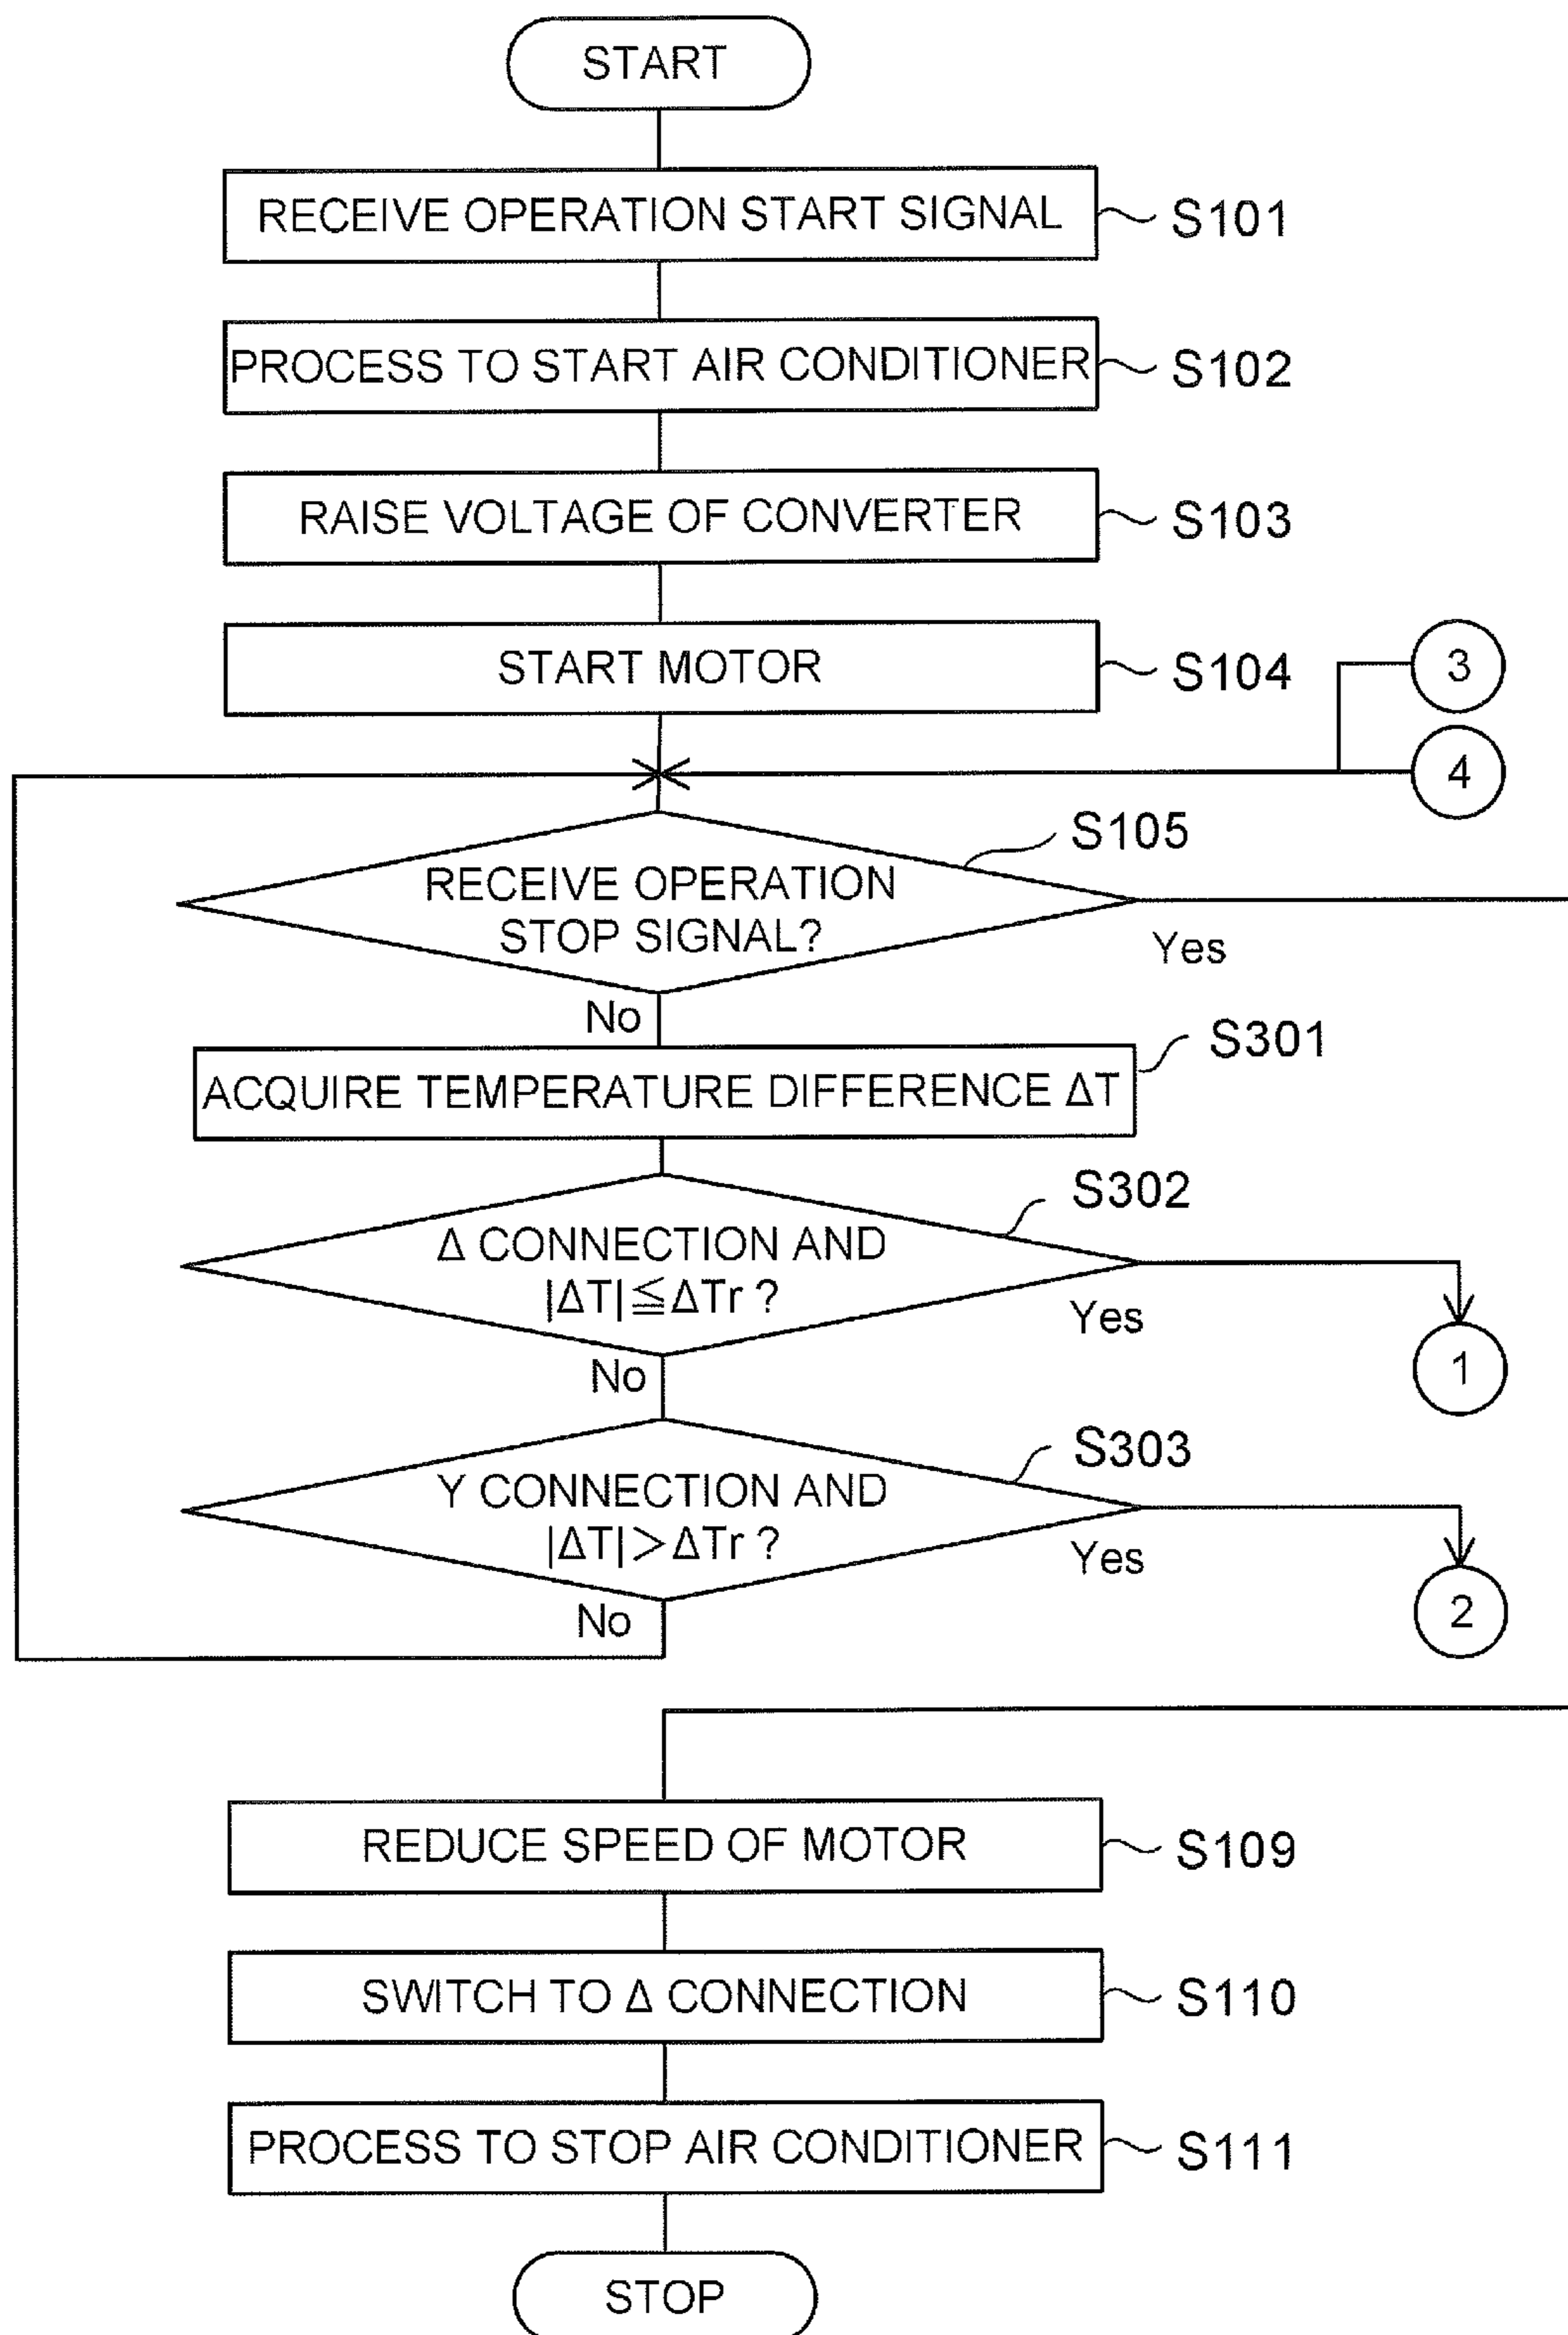 START
RECEIVE OPERATION START SIGNAL
S101
PROCESS TO START AIR CONDITIONER
S102
RAISE VOLTAGE OF CONVERTER
S103
START MOTOR
S104
3
4
S105
RECEIVE OPERATION
STOP SIGNAL?
Yes
No
S301
ACQUIRE TEMPERATURE DIFFERENCE ΔT
S302
Δ CONNECTION AND
|ΔT|≦ΔTr ?
Yes
1
No
S303
Y CONNECTION AND
|ΔT|>ΔTr ?
Yes
2
No
REDUCE SPEED OF MOTOR
S109
SWITCH TO Δ CONNECTION
S110
PROCESS TO STOP AIR CONDITIONER
S111
STOP